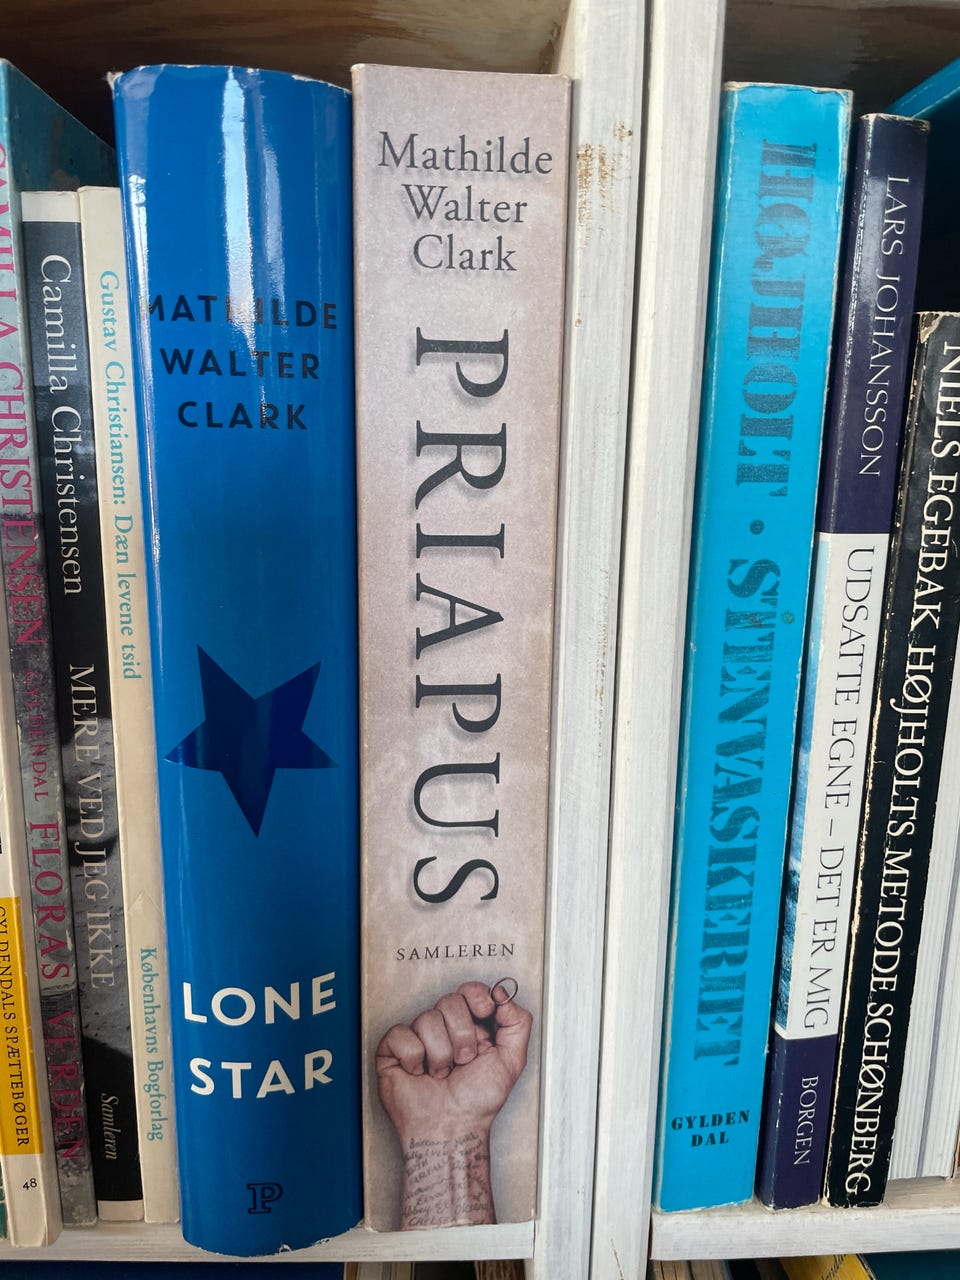 CAMILLA CHRISTENSEN GYLDENDAL FLORAS VERDEN
GYLDENDALS SPÆTTEBØGER
48
Camilla Christensen MERE VED JEG IKKE Samleren
Gustav Christiansen: Dæn levene tsid Københavns Bogforlag
MATHILDE
WALTER
CLARK
LONE
STAR
P
Mathilde
Walter
Clark
PRIAPUS
SAMLEREN
HØJHOLT · STENVASKERIET
GYLDEN
DAL
LARS JOHANSSON UDSATTE EGNE – DET ER MIG BORGEN
NIELS EGEBAK HØJHOLTS METODE SCHØNBERG